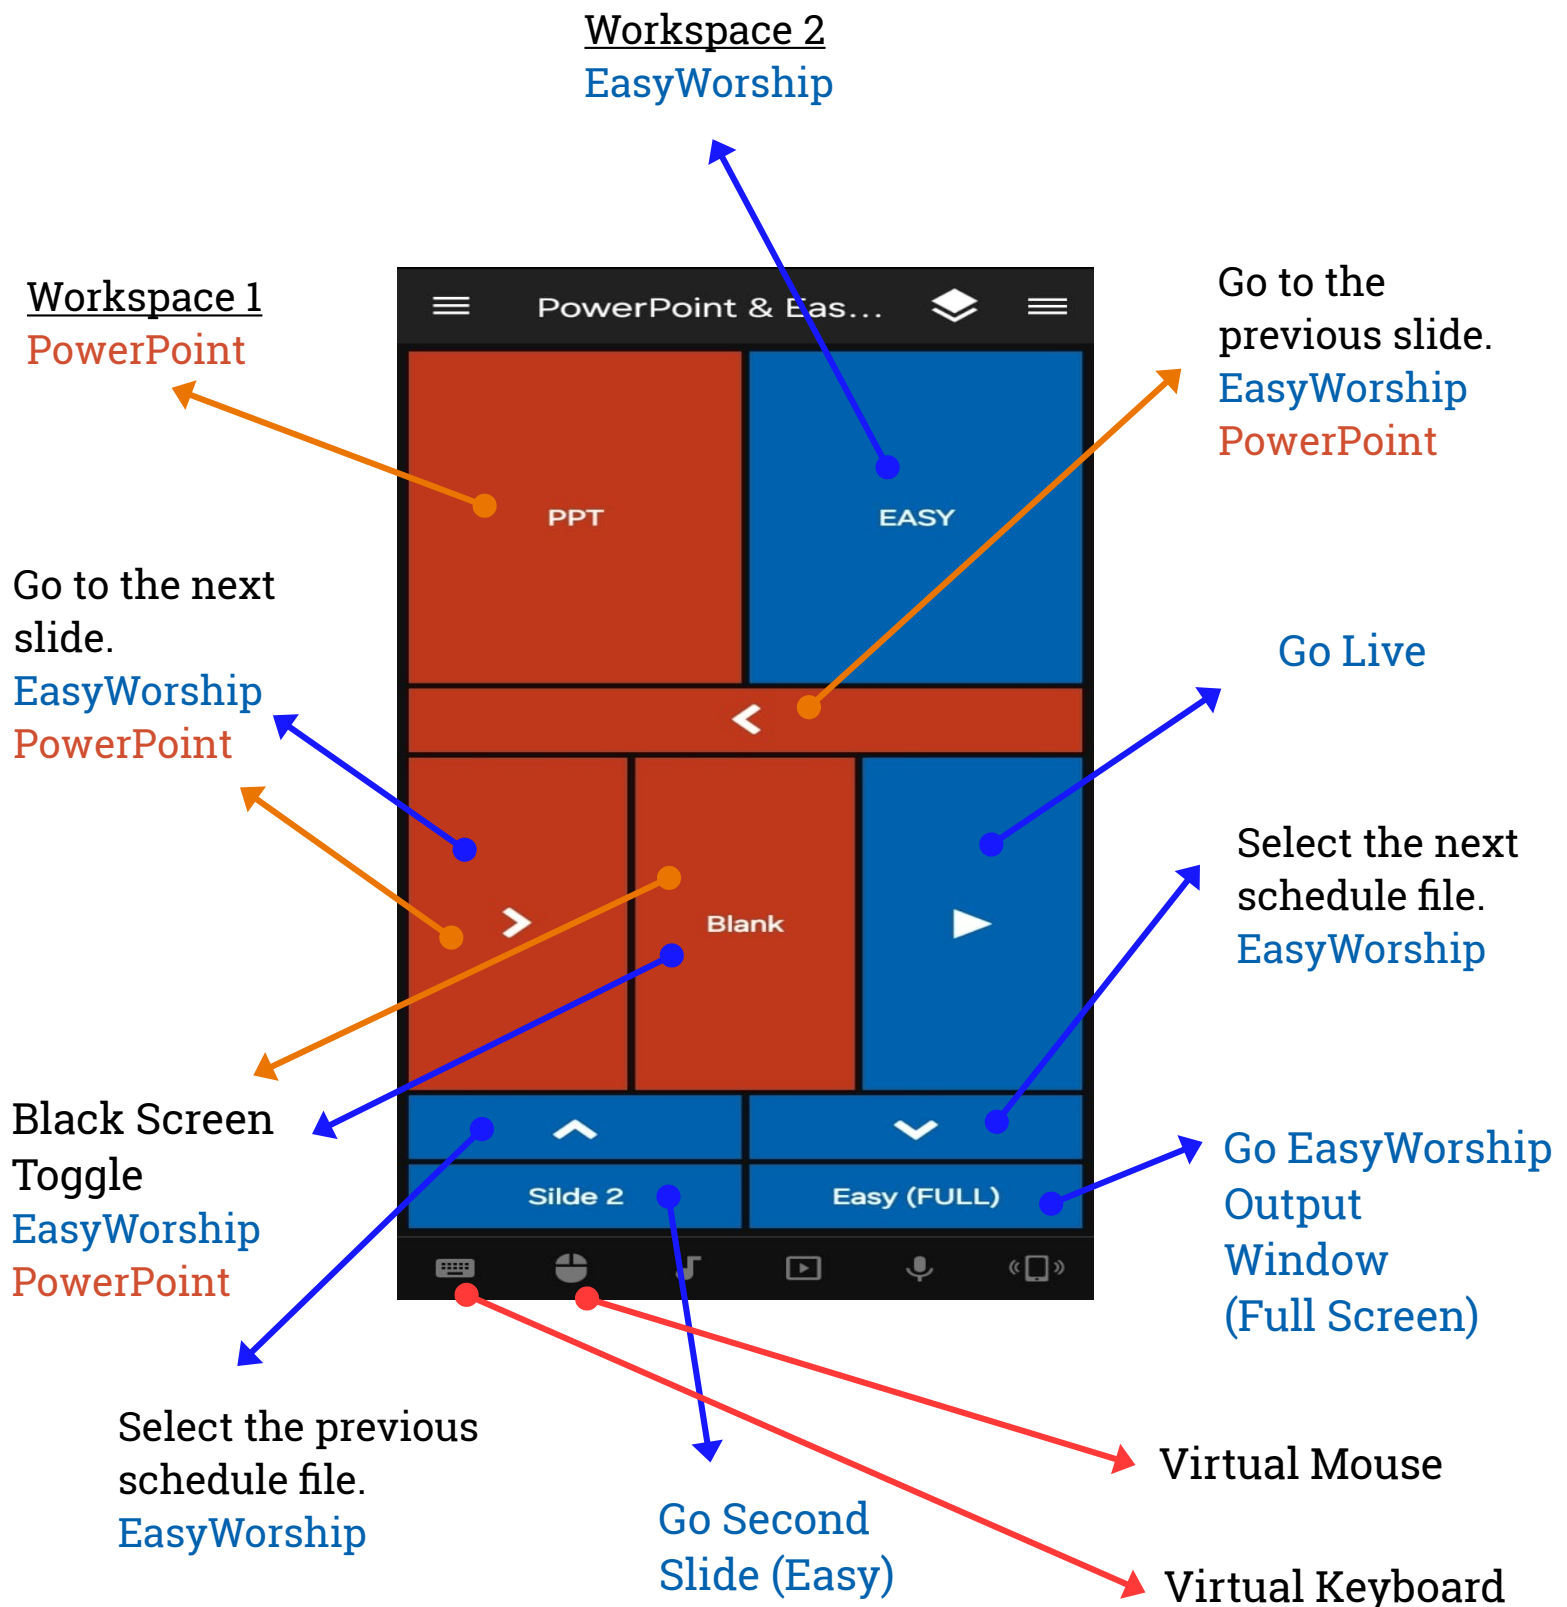 Workspace 2
EasyWorship
Workspace 1
PowerPoint
Go to the
previous slide.
EasyWorship
PowerPoint
PowerPoint & Eas...
PPT
EASY
Go to the next
slide.
EasyWorship
PowerPoint
Go Live
Blank
Select the next
schedule file.
EasyWorship
Black Screen
Toggle
EasyWorship
PowerPoint
Silde 2
Easy (FULL)
Go EasyWorship
Output
Window
(Full Screen)
Select the previous
schedule file.
EasyWorship
Go Second
Slide (Easy)
Virtual Mouse
Virtual Keyboard